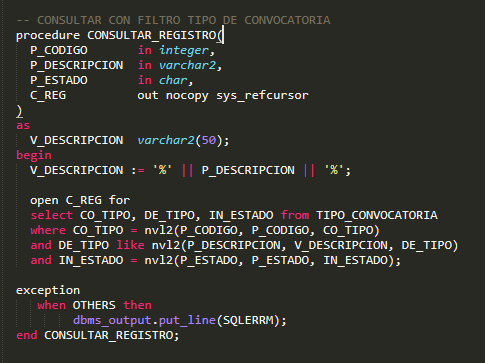 -- CONSULTAR CON FILTRO TIPO DE CONVOCATORIA
procedure CONSULTAR_REGISTRO(
  P_CODIGO       in integer,
  P_DESCRIPCION  in varchar2,
  P_ESTADO       in char,
  C_REG          out nocopy sys_refcursor
)
as
  V_DESCRIPCION  varchar2(50);
begin
  V_DESCRIPCION := '%' || P_DESCRIPCION || '%';

  open C_REG for
  select CO_TIPO, DE_TIPO, IN_ESTADO from TIPO_CONVOCATORIA
  where CO_TIPO = nvl2(P_CODIGO, P_CODIGO, CO_TIPO)
  and DE_TIPO like nvl2(P_DESCRIPCION, V_DESCRIPCION, DE_TIPO)
  and IN_ESTADO = nvl2(P_ESTADO, P_ESTADO, IN_ESTADO);

exception
   when OTHERS then
        dbms_output.put_line(SQLERRM);
end CONSULTAR_REGISTRO;